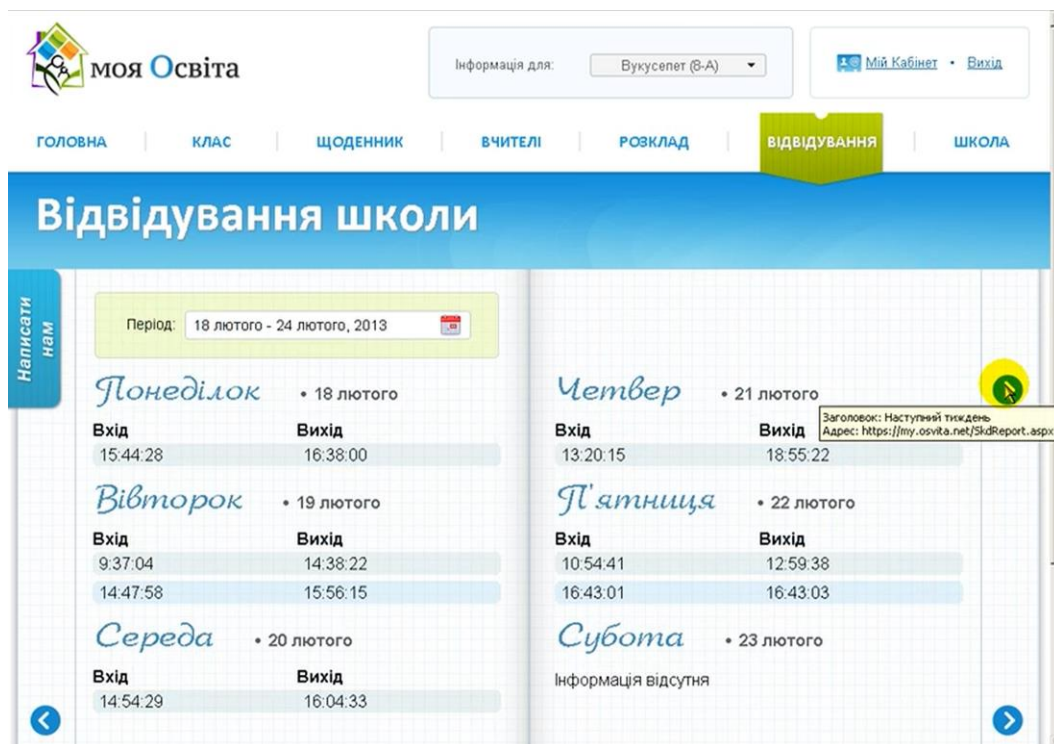 моя Освіта
Інформація для: Вукусепет (8-А)
Мій Кабінет • Вихід
ГОЛОВНА КЛАС ЩОДЕННИК ВЧИТЕЛІ РОЗКЛАД ВІДВІДУВАННЯ ШКОЛА
Відвідування школи
Написати
нам
Період: 18 лютого - 24 лютого, 2013
Понеділок • 18 лютого
Вхід Вихід
15:44:28 16:38:00
Вівторок • 19 лютого
Вхід Вихід
9:37:04 14:38:22
14:47:58 15:56:15
Середа • 20 лютого
Вхід Вихід
14:54:29 16:04:33
Четвер • 21 лютого
Заголовок: Наступний тиждень
Адрес: https://my.osvita.net/SkdReport.aspx
Вхід Вихід
13:20:15 18:55:22
П'ятниця • 22 лютого
Вхід Вихід
10:54:41 12:59:38
16:43:01 16:43:03
Субота • 23 лютого
Інформація відсутня